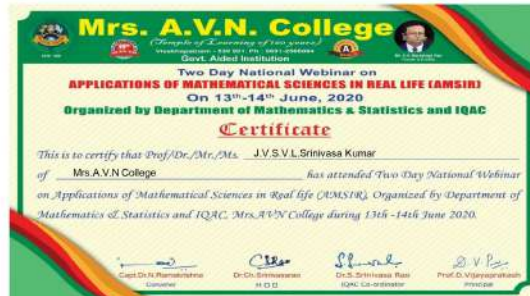 Mrs. A.V.N. College
(Temple of Learning of 160 years)
Visakhapatnam - 530 001.
Govt. Aided Institution
Two Day National Webinar on
APPLICATIONS OF MATHEMATICAL SCIENCES IN REAL LIFE (AMSIR)
On 13th-14th June, 2020
Organized by Department of Mathematics & Statistics and IQAC
Certificate
This is to certify that Prof/Dr./Mr./Ms. J.V.S.V.L.Srinivasa Kumar
of Mrs.A.V.N College has attended Two Day National Webinar
on Applications of Mathematical Sciences in Real life (AMSIR), Organized by Department of
Mathematics & Statistics and IQAC, Mrs.AVN College during 13th -14th June 2020.
Capt.Dr.N.Ramakrishna
Convener
Dr.Ch.Srinivasarao
H O D
Dr.S.Srinivasa Rao
IQAC Co-ordinator
Prof.D.Vijayaprakash
Principal